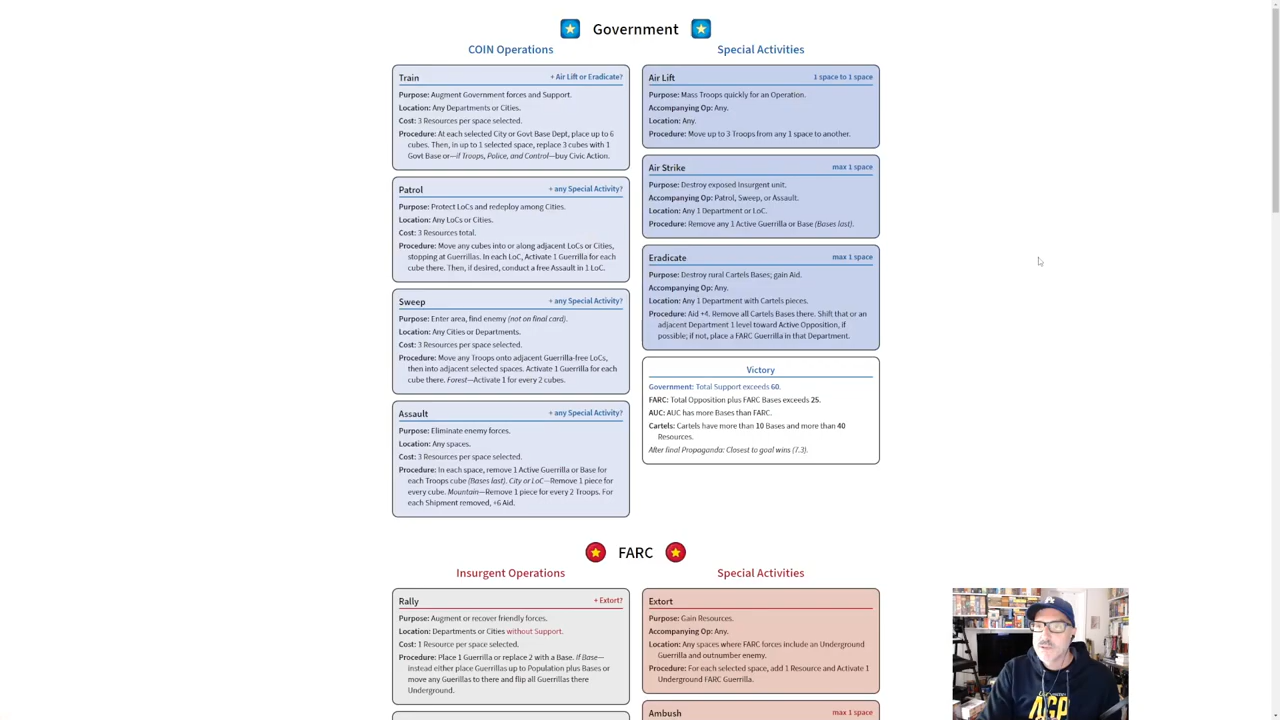 Government
COIN Operations
Train + Air Lift or Eradicate?
Purpose: Augment Government forces and Support.
Location: Any Departments or Cities.
Cost: 3 Resources per space selected.
Procedure: At each selected City or Govt Base Dept, place up to 6
cubes. Then, in up to 1 selected space, replace 3 cubes with 1
Govt Base or—if Troops, Police, and Control—buy Civic Action.
Patrol + any Special Activity?
Purpose: Protect LoCs and redeploy among Cities.
Location: Any LoCs or Cities.
Cost: 3 Resources total.
Procedure: Move any cubes into or along adjacent LoCs or Cities,
stopping at Guerrillas. In each LoC, Activate 1 Guerrilla for each
cube there. Then, if desired, conduct a free Assault in 1 LoC.
Sweep + any Special Activity?
Purpose: Enter area, find enemy (not on final card).
Location: Any Cities or Departments.
Cost: 3 Resources per space selected.
Procedure: Move any Troops onto adjacent Guerrilla-free LoCs,
then into adjacent selected spaces. Activate 1 Guerrilla for each
cube there. Forest—Activate 1 for every 2 cubes.
Assault + any Special Activity?
Purpose: Eliminate enemy forces.
Location: Any spaces.
Cost: 3 Resources per space selected.
Procedure: In each space, remove 1 Active Guerrilla or Base for
each Troops cube (Bases last). City or LoC—Remove 1 piece for
every cube. Mountain—Remove 1 piece for every 2 Troops. For
each Shipment removed, +6 Aid.
Special Activities
Air Lift 1 space to 1 space
Purpose: Mass Troops quickly for an Operation.
Accompanying Op: Any.
Location: Any.
Procedure: Move up to 3 Troops from any 1 space to another.
Air Strike max 1 space
Purpose: Destroy exposed Insurgent unit.
Accompanying Op: Patrol, Sweep, or Assault.
Location: Any 1 Department or LoC.
Procedure: Remove any 1 Active Guerrilla or Base (Bases last).
Eradicate max 1 space
Purpose: Destroy rural Cartels Bases; gain Aid.
Accompanying Op: Any.
Location: Any 1 Department with Cartels pieces.
Procedure: Aid +4. Remove all Cartels Bases there. Shift that or an
adjacent Department 1 level toward Active Opposition, if
possible; if not, place a FARC Guerrilla in that Department.
Victory
Government: Total Support exceeds 60.
FARC: Total Opposition plus FARC Bases exceeds 25.
AUC: AUC has more Bases than FARC.
Cartels: Cartels have more than 10 Bases and more than 40
Resources.
After final Propaganda: Closest to goal wins (7.3).
FARC
Insurgent Operations
Rally + Extort?
Purpose: Augment or recover friendly forces.
Location: Departments or Cities without Support.
Cost: 1 Resource per space selected.
Procedure: Place 1 Guerrilla or replace 2 with a Base. If Base—
instead either place Guerrillas up to Population plus Bases or
move any Guerillas to there and flip all Guerrillas there
Underground.
Special Activities
Extort
Purpose: Gain Resources.
Accompanying Op: Any.
Location: Any spaces where FARC forces include an Underground
Guerrilla and outnumber enemy.
Procedure: For each selected space, add 1 Resource and Activate 1
Underground FARC Guerrilla.
Ambush max 1 space